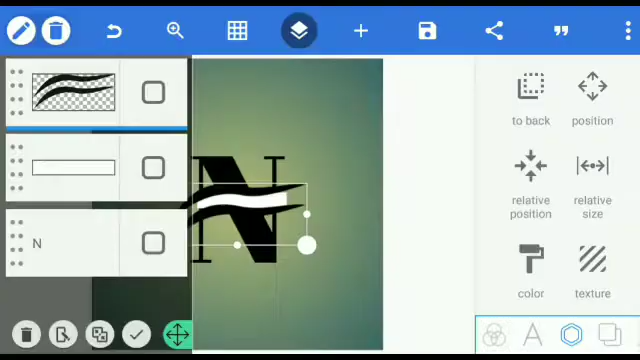 to back
position
relative
position
relative
size
color
texture
N
N